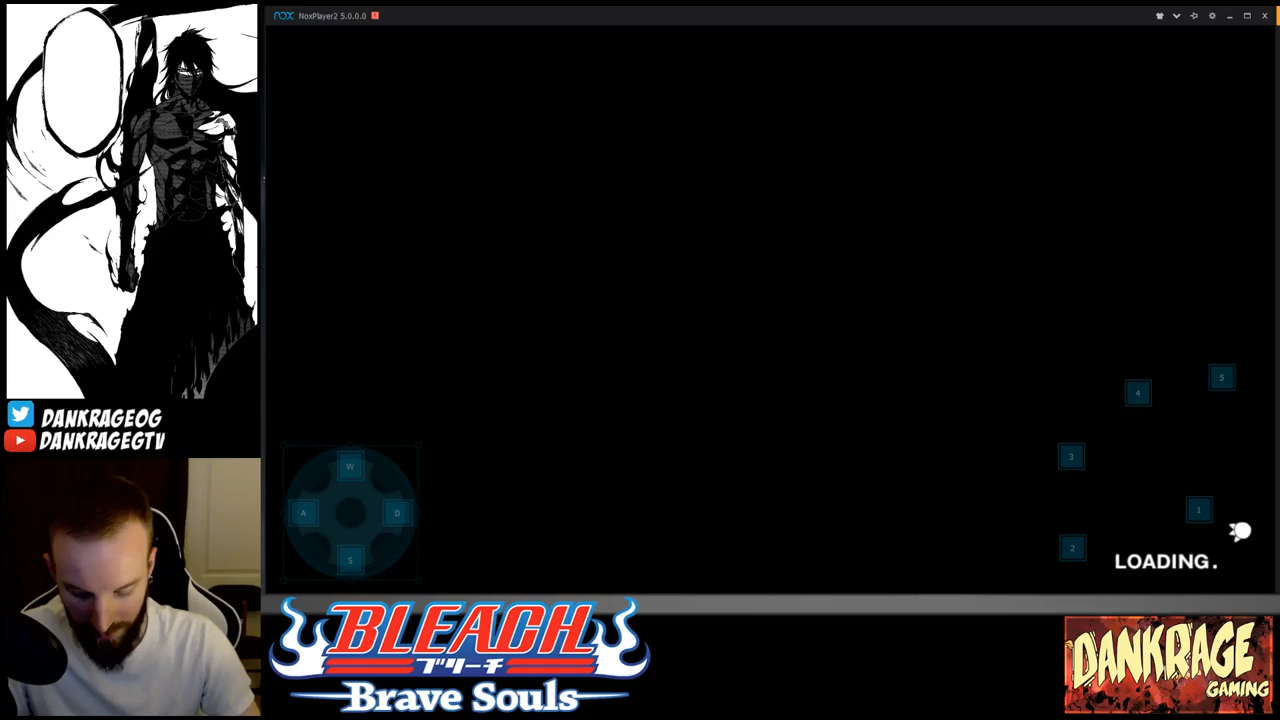 nox NoxPlayer2 5.0.0.0
DANKRAGEOG
DANKRAGEGTV
W
A
D
S
5
4
3
1
2
LOADING.
BLEACH
ブリーチ
Brave Souls
DANKRAGE
GAMING